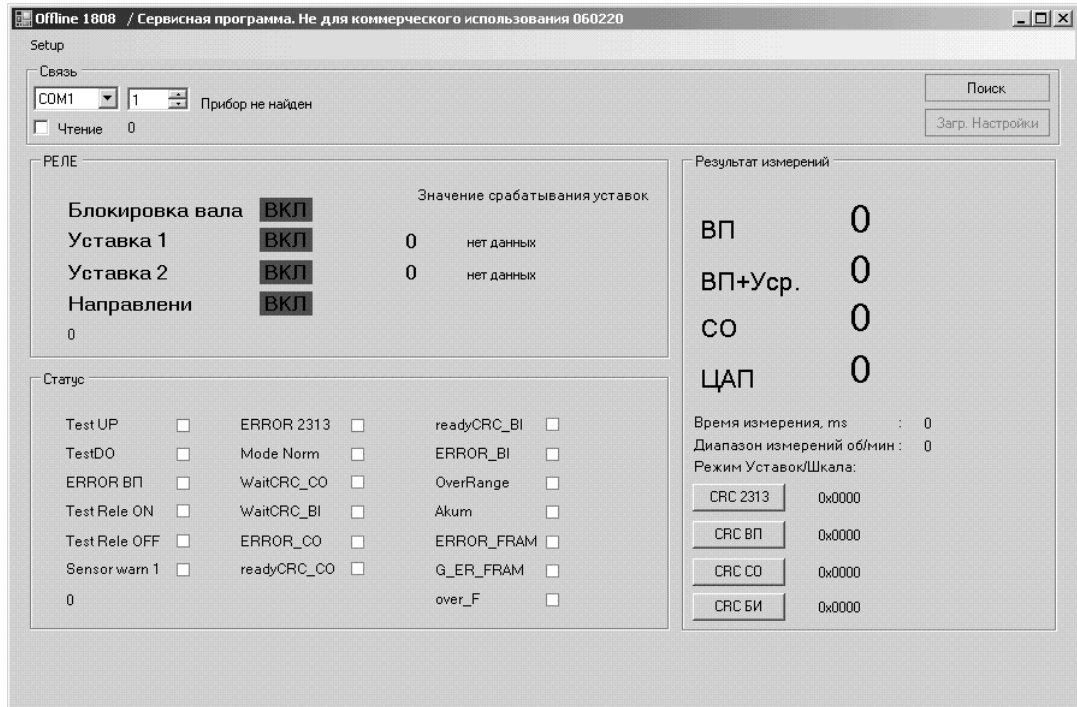 Offline 1808 / Сервисная программа. Не для коммерческого использования 060220
Setup
Связь
COM1 1 Прибор не найден
Чтение 0
Поиск
Загр. Настройки
РЕЛЕ
Значение срабатывания уставок
Блокировка вала ВКЛ
Уставка 1 ВКЛ 0 нет данных
Уставка 2 ВКЛ 0 нет данных
Направлени ВКЛ
0
Статус
Test UP ERROR 2313 readyCRC_BI
TestDO Mode Norm ERROR_BI
ERROR ВП WaitCRC_CO OverRange
Test Rele ON WaitCRC_BI Akum
Test Rele OFF ERROR_CO ERROR_FRAM
Sensor warn 1 readyCRC_CO G_ER_FRAM
0 over_F
Результат измерений
ВП 0
ВП+Уср. 0
СО 0
ЦАП 0
Время измерения, ms : 0
Диапазон измерений об/мин : 0
Режим Уставок/Шкала:
CRC 2313 0x0000
CRC ВП 0x0000
CRC CO 0x0000
CRC БИ 0x0000